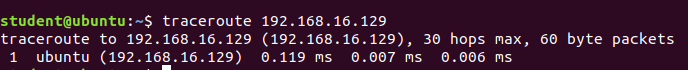 student@ubuntu:~$ traceroute 192.168.16.129
traceroute to 192.168.16.129 (192.168.16.129), 30 hops max, 60 byte packets
 1  ubuntu (192.168.16.129)  0.119 ms  0.007 ms  0.006 ms